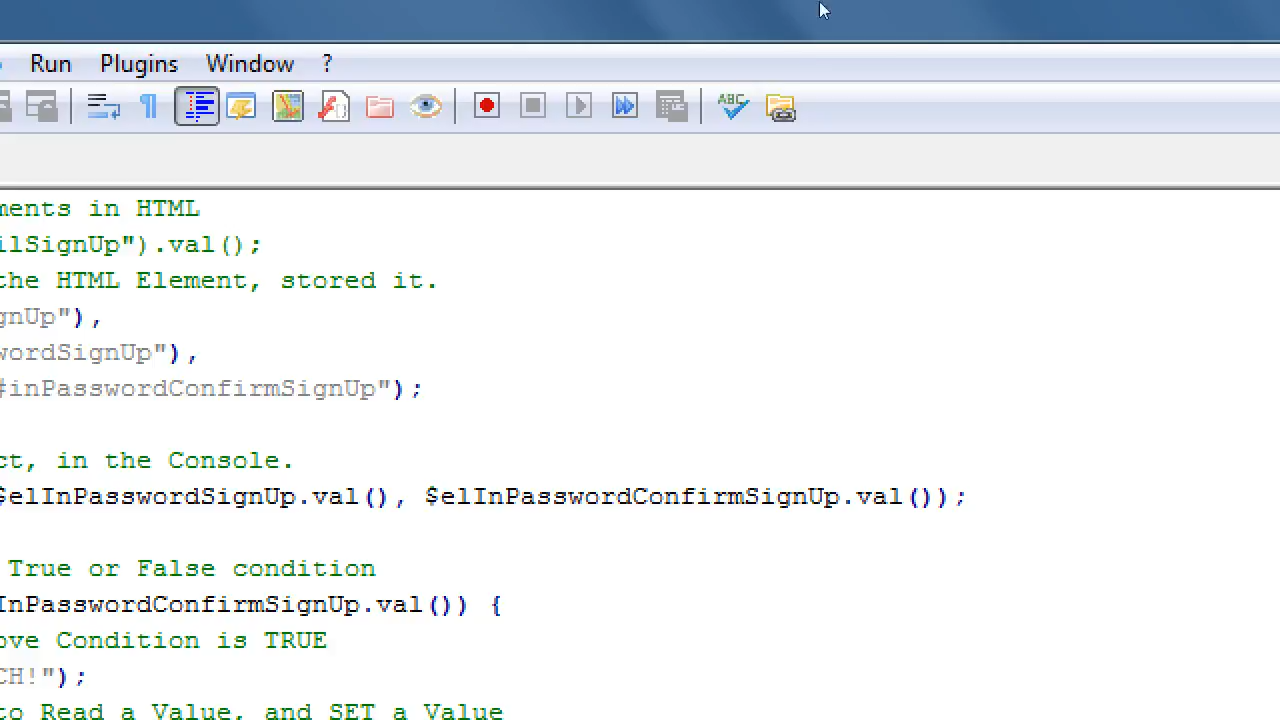 Run Plugins Window ?
ABC
ments in HTML
ilSignUp").val();
the HTML Element, stored it.
gnUp"),
wordSignUp"),
#inPasswordConfirmSignUp");
ct, in the Console.
$elInPasswordSignUp.val(), $elInPasswordConfirmSignUp.val());
True or False condition
InPasswordConfirmSignUp.val()) {
ove Condition is TRUE
CH!");
to Read a Value, and SET a Value